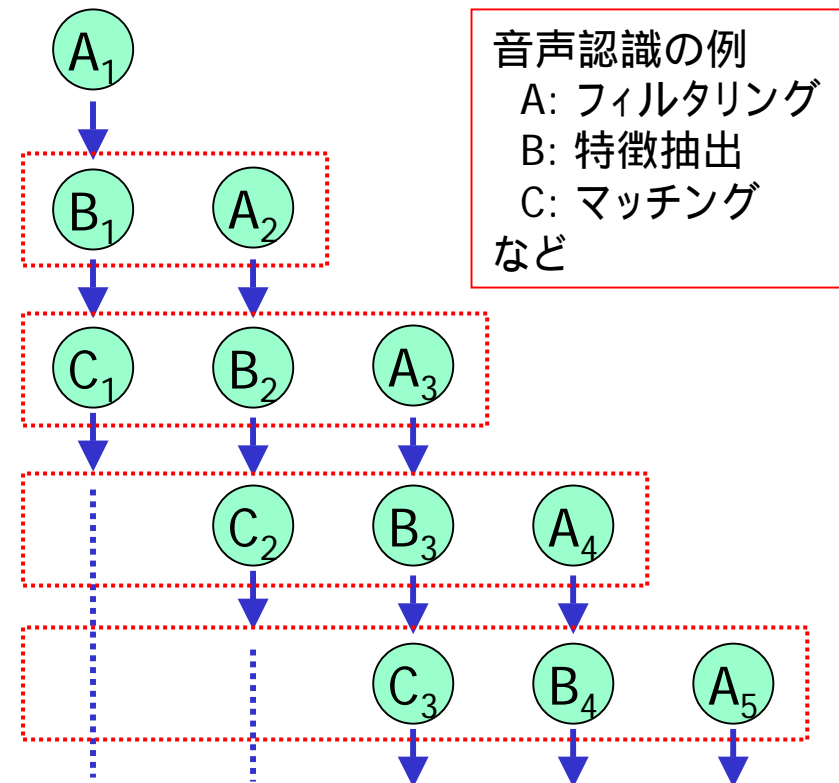 A1
音声認識の例
A: フィルタリング
B: 特徴抽出
C: マッチング
など
B1 A2
C1 B2 A3
C2 B3 A4
C3 B4 A5